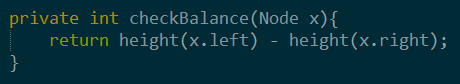 private int checkBalance(Node x){
    return height(x.left) - height(x.right);
}